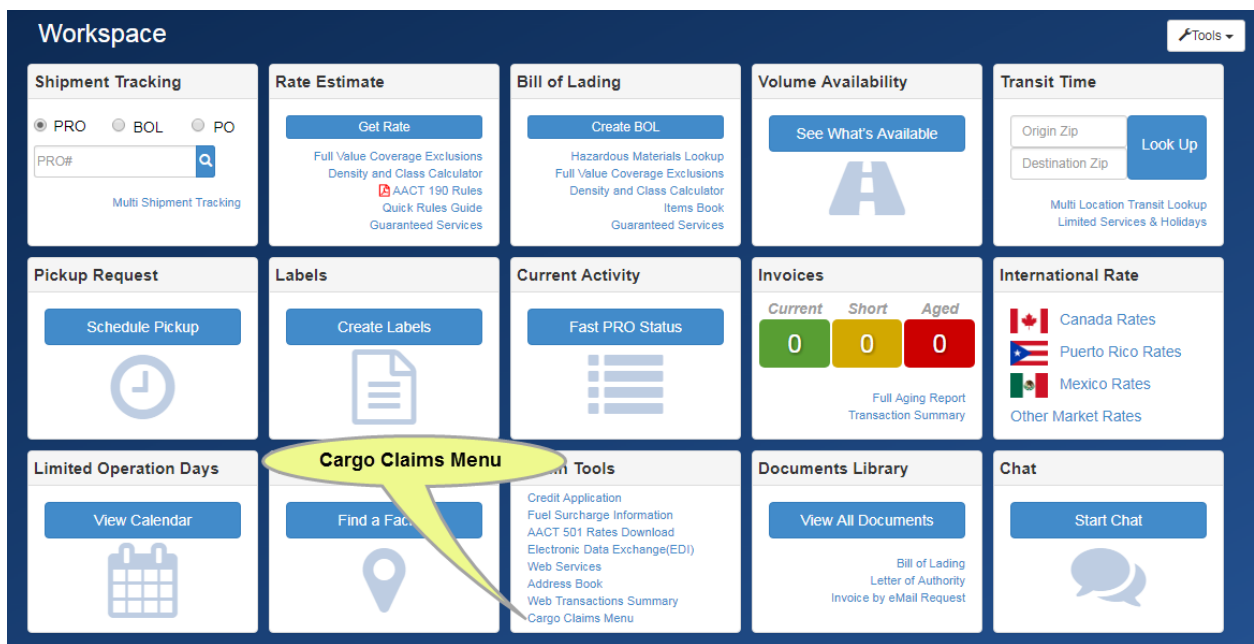 Workspace
Tools
Shipment Tracking
PRO BOL PO
PRO#
Multi Shipment Tracking
Rate Estimate
Get Rate
Full Value Coverage Exclusions
Density and Class Calculator
AACT 190 Rules
Quick Rules Guide
Guaranteed Services
Bill of Lading
Create BOL
Hazardous Materials Lookup
Full Value Coverage Exclusions
Density and Class Calculator
Items Book
Guaranteed Services
Volume Availability
See What's Available
Transit Time
Origin Zip
Destination Zip
Look Up
Multi Location Transit Lookup
Limited Services & Holidays
Pickup Request
Schedule Pickup
Labels
Create Labels
Current Activity
Fast PRO Status
Invoices
Current Short Aged
0 0 0
Full Aging Report
Transaction Summary
International Rate
Canada Rates
Puerto Rico Rates
Mexico Rates
Other Market Rates
Limited Operation Days
View Calendar
Cargo Claims Menu
Find a
Tools
Credit Application
Fuel Surcharge Information
AACT 501 Rates Download
Electronic Data Exchange(EDI)
Web Services
Address Book
Web Transactions Summary
Cargo Claims Menu
Documents Library
View All Documents
Bill of Lading
Letter of Authority
Invoice by eMail Request
Chat
Start Chat